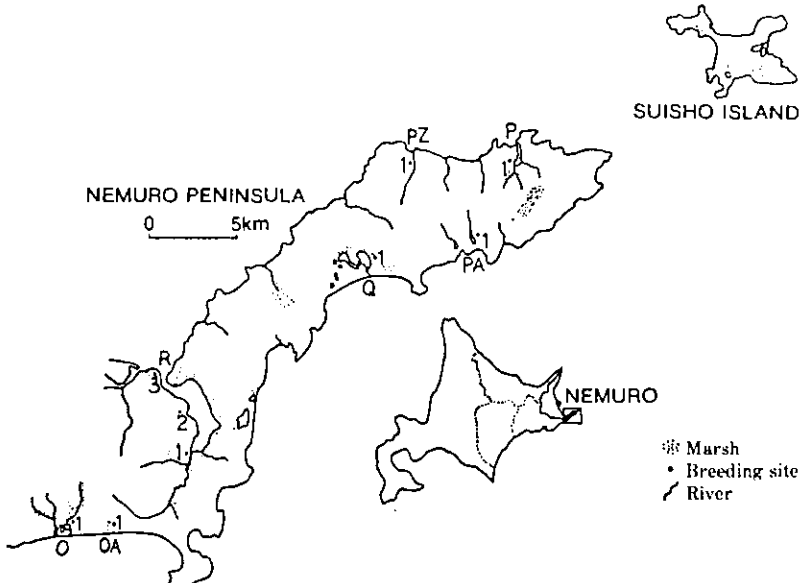 SUISHO ISLAND
PZ
1
P
1
NEMURO PENINSULA
0 5km
1
PA
1
Q
R
3
2
1
NEMURO
Marsh
Breeding site
River
1
1
O
OA